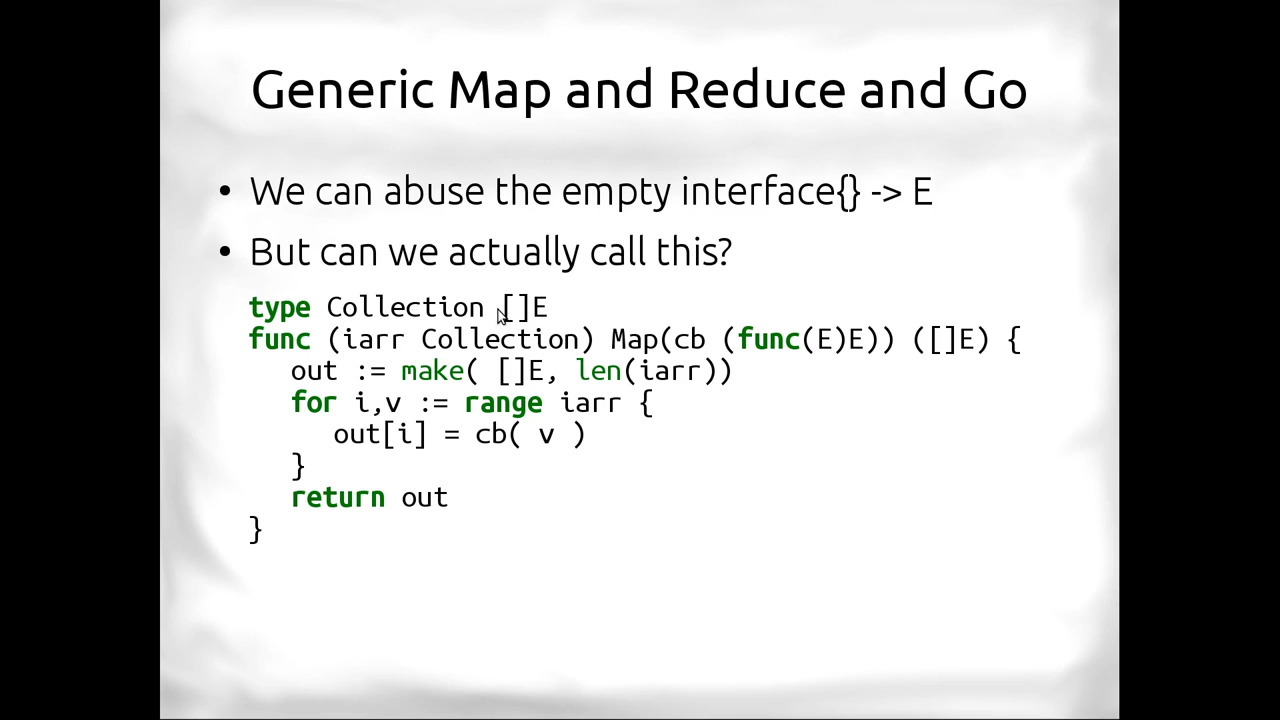 Generic Map and Reduce and Go
• We can abuse the empty interface{} -> E
• But can we actually call this?
type Collection []E
func (iarr Collection) Map(cb (func(E)E)) ([]E) {
out := make( []E, len(iarr))
for i,v := range iarr {
out[i] = cb( v )
}
return out
}